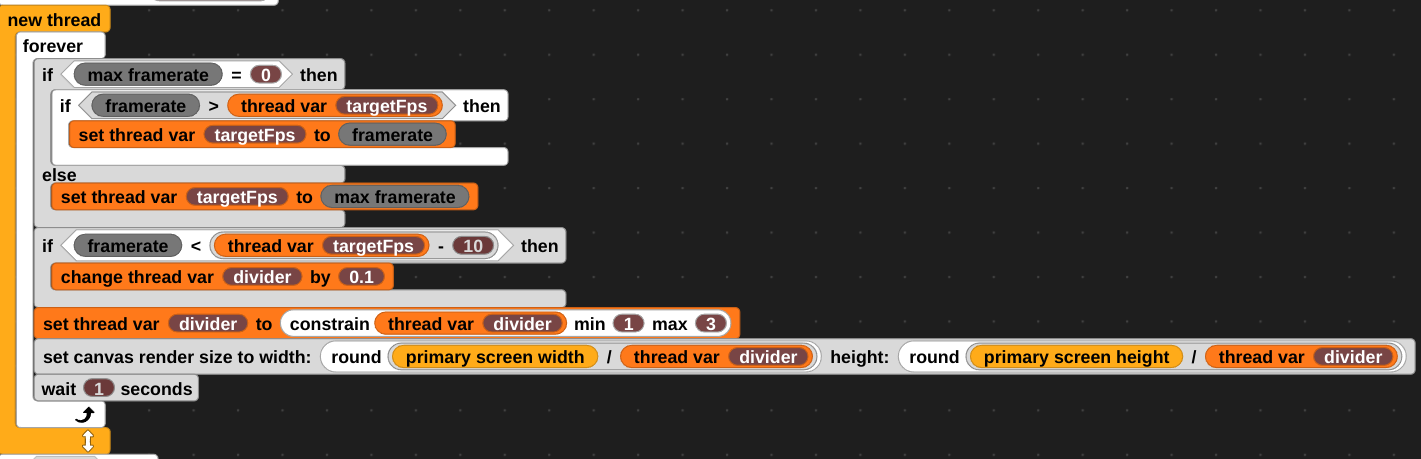 new thread
forever
if max framerate = 0 then
if framerate > thread var targetFps then
set thread var targetFps to framerate
else
set thread var targetFps to max framerate
if framerate < thread var targetFps - 10 then
change thread var divider by 0.1
set thread var divider to constrain thread var divider min 1 max 3
set canvas render size to width: round primary screen width / thread var divider height: round primary screen height / thread var divider
wait 1 seconds